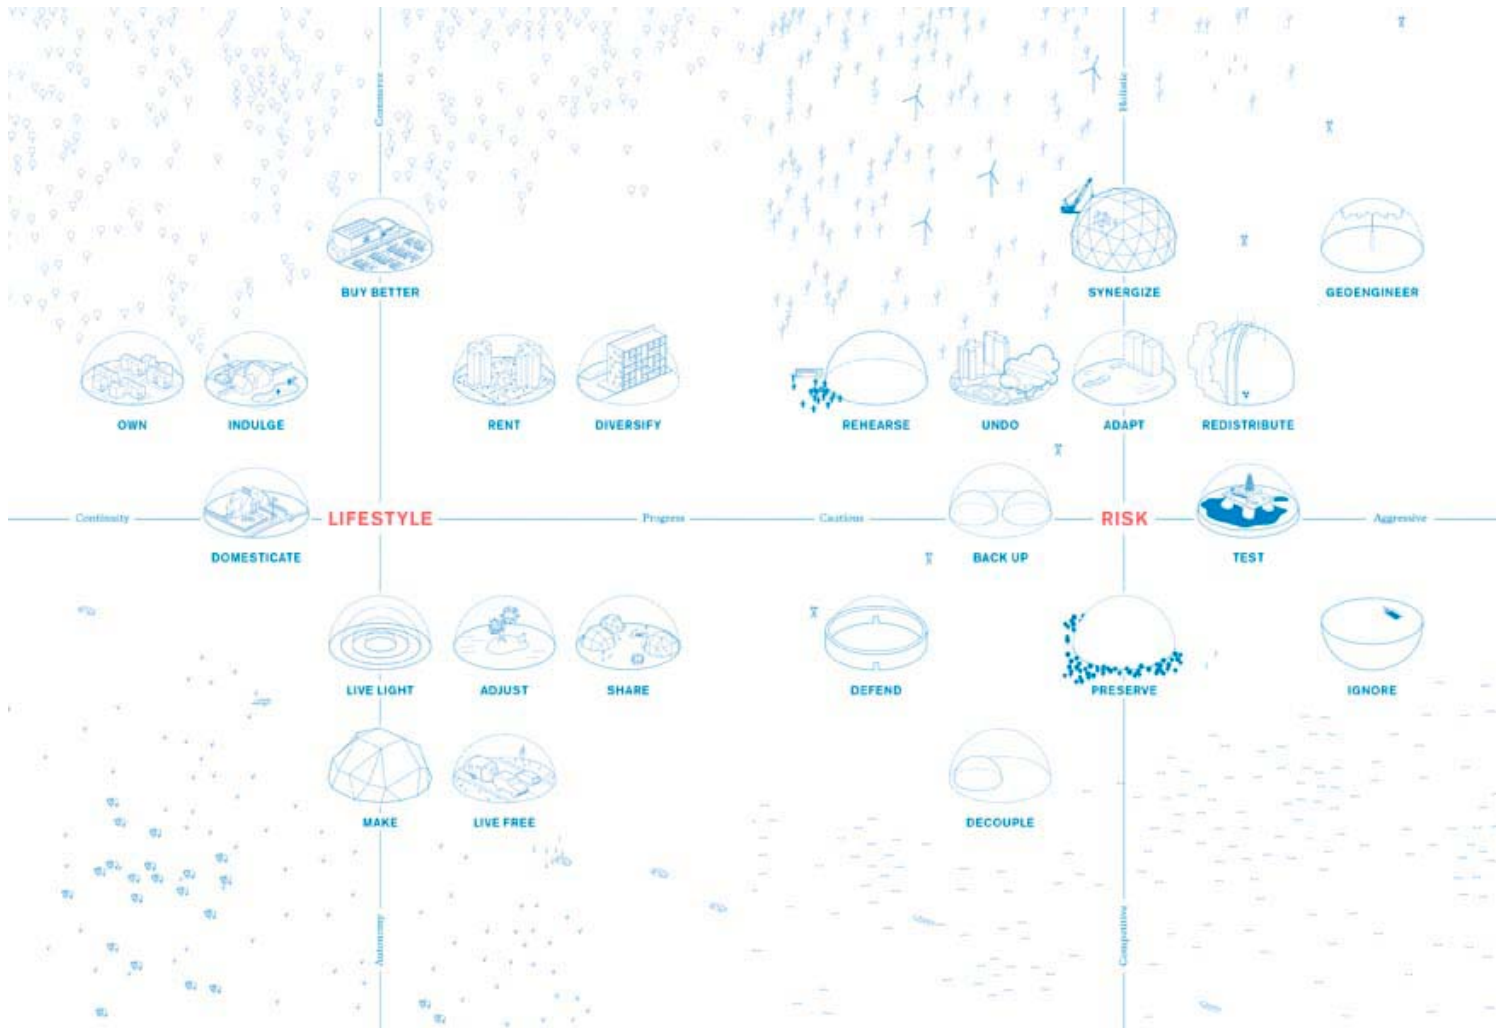 Commerce
Holistic
BUY BETTER
SYNERGIZE
GEOENGINEER
OWN
INDULGE
RENT
DIVERSIFY
REHEARSE
UNDO
ADAPT
REDISTRIBUTE
Continuity
LIFESTYLE
Progress
Cautious
RISK
Aggressive
DOMESTICATE
BACK UP
TEST
LIVE LIGHT
ADJUST
SHARE
DEFEND
PRESERVE
IGNORE
MAKE
LIVE FREE
DECOUPLE
Autonomy
Competitive